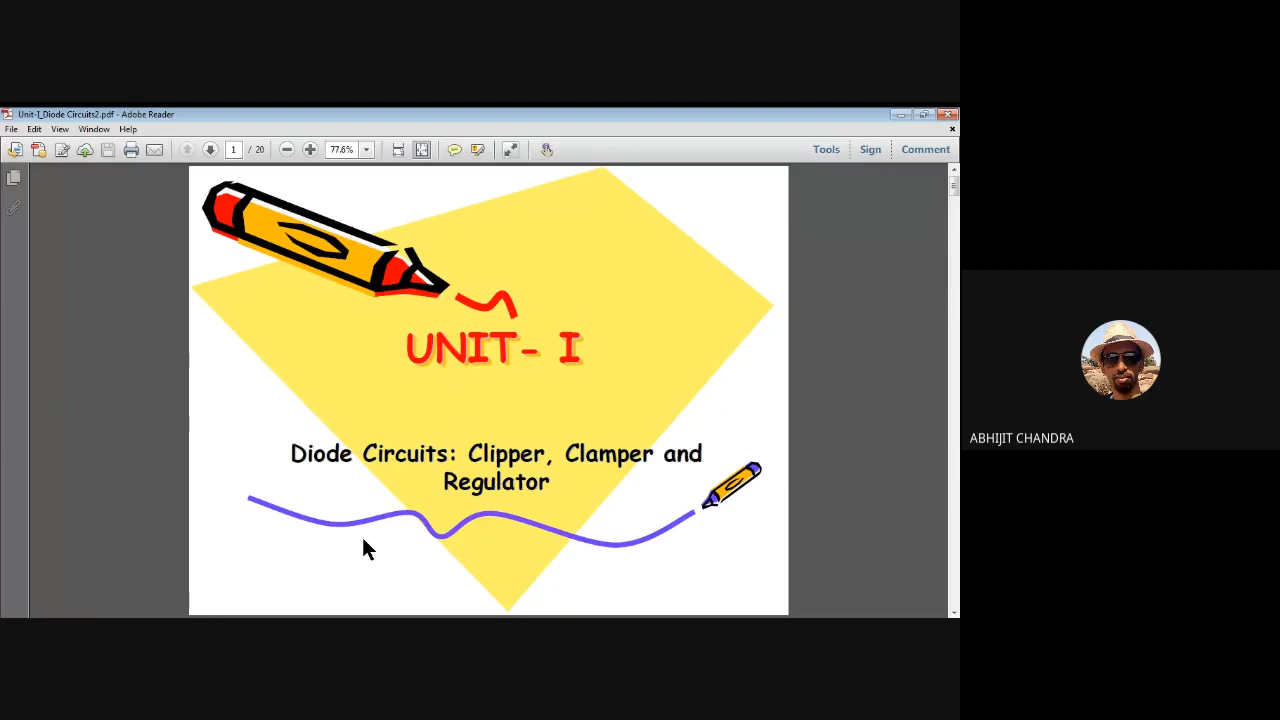 Unit-I_Diode Circuits2.pdf - Adobe Reader
File Edit View Window Help
1 / 20 77.6% Tools Sign Comment
UNIT- I
Diode Circuits: Clipper, Clamper and
Regulator
ABHIJIT CHANDRA